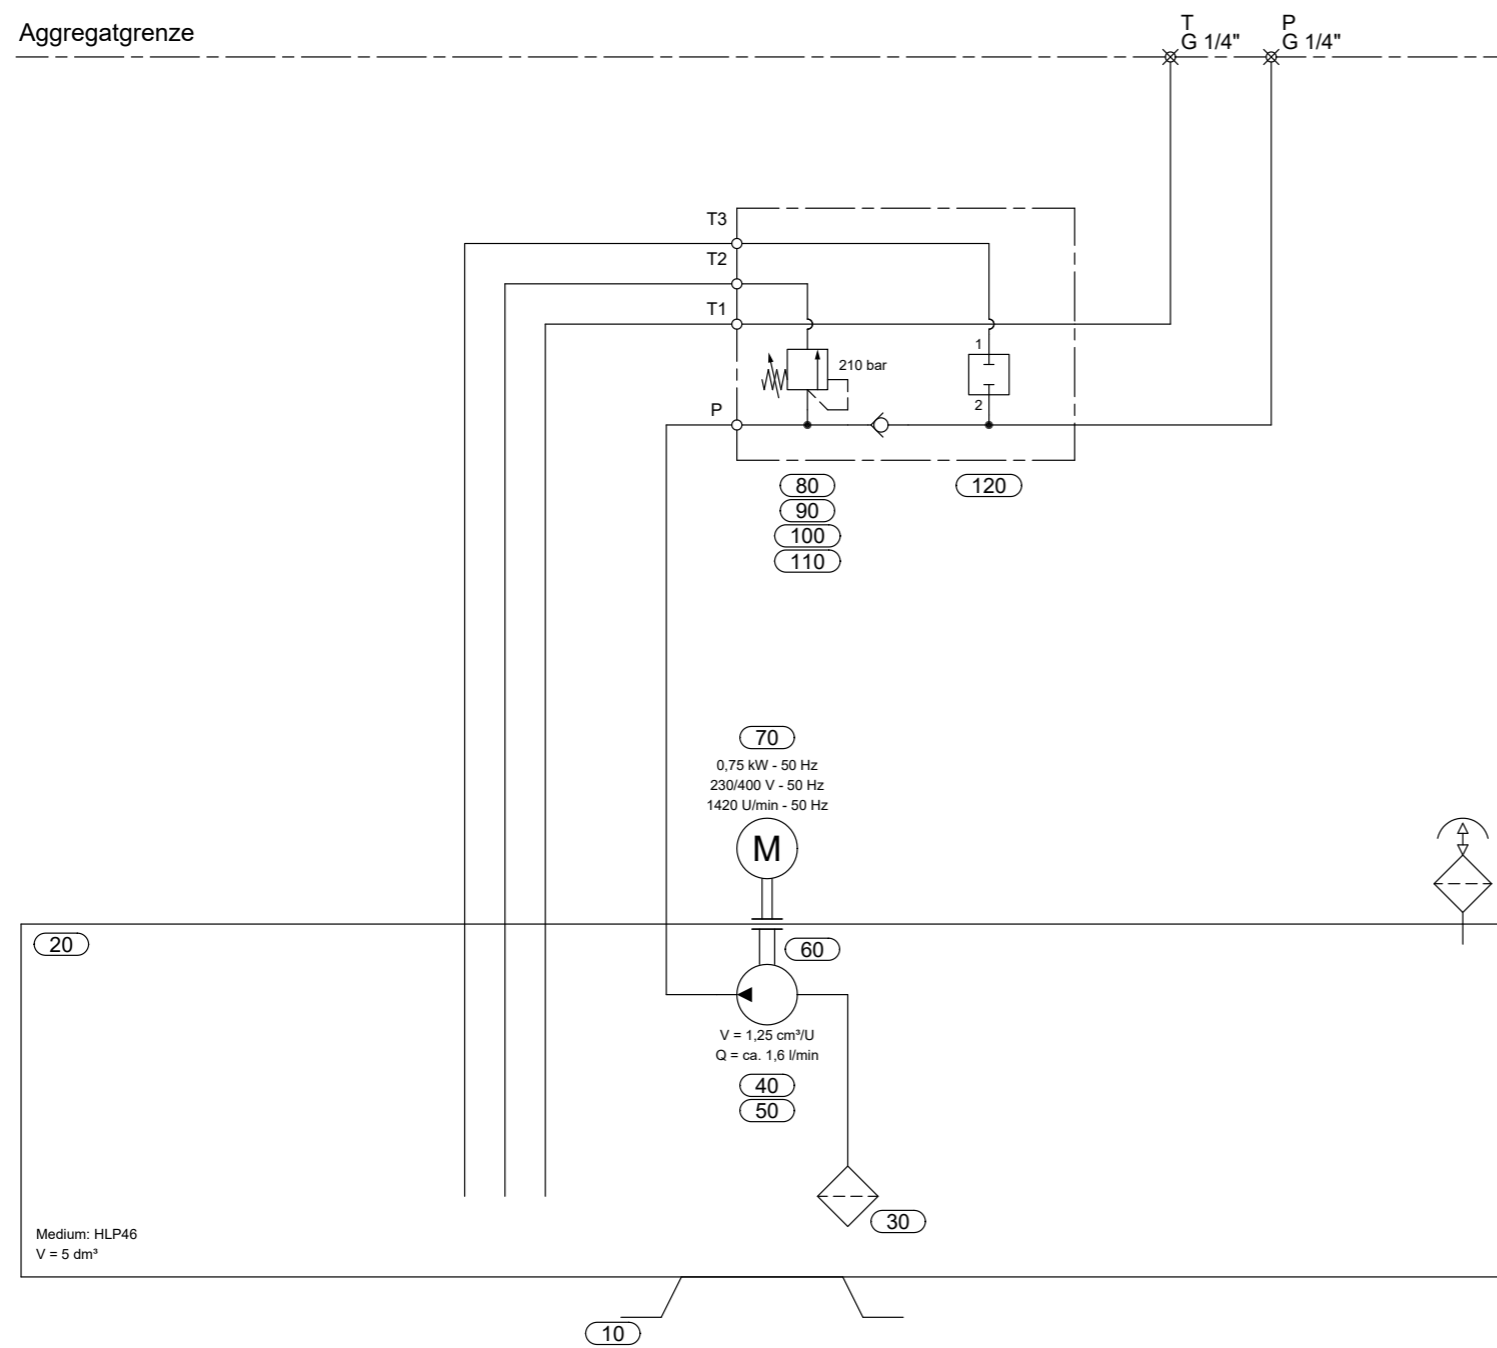 Aggregatgrenze
T
G 1/4"
P
G 1/4"
T3
T2
T1
1
210 bar
2
P
80
120
90
100
110
70
0,75 kW - 50 Hz
230/400 V - 50 Hz
1420 U/min - 50 Hz
M
20
60
V = 1,25 cm³/U
Q = ca. 1,6 l/min
40
50
30
Medium: HLP46
V = 5 dm³
10